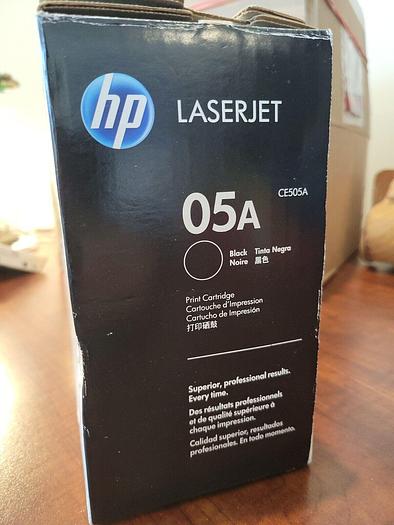 hp LASERJET
CE505A
05A
Black Tinta Negra
Noire 黑色
Print Cartridge
Cartouche d'Impression
Cartucho de Impresión
打印硒鼓
Superior, professional results.
Every time.
Des résultats professionnels
et de qualité supérieure à
chaque impression.
Calidad superior, resultados
profesionales. En todo momento.